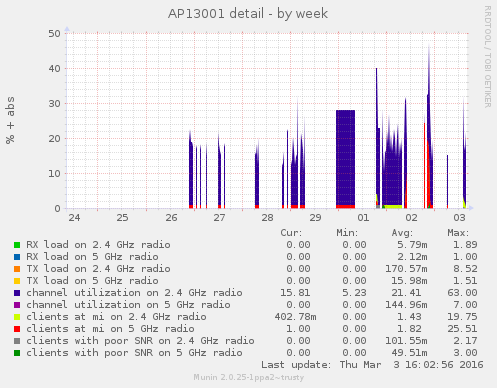 AP13001 detail - by week
RRDTOOL / TOBI OETIKER
% + abs
50
40
30
20
10
0
24 25 26 27 28 29 01 02 03
Cur: Min: Avg: Max:
RX load on 2.4 GHz radio 0.00 0.00 5.79m 1.89
RX load on 5 GHz radio 0.00 0.00 2.12m 1.00
TX load on 2.4 GHz radio 0.00 0.00 170.57m 8.52
TX load on 5 GHz radio 0.00 0.00 15.98m 1.51
channel utilization on 2.4 GHz radio 15.81 5.23 21.41 63.00
channel utilization on 5 GHz radio 0.00 0.00 144.96m 7.00
clients at mi on 2.4 GHz radio 402.78m 0.00 1.43 19.75
clients at mi on 5 GHz radio 1.00 0.00 1.82 25.51
clients with poor SNR on 2.4 GHz radio 0.00 0.00 101.55m 2.17
clients with poor SNR on 5 GHz radio 0.00 0.00 49.51m 3.00
Last update: Thu Mar 3 16:02:56 2016
Munin 2.0.25-1ppa2~trusty